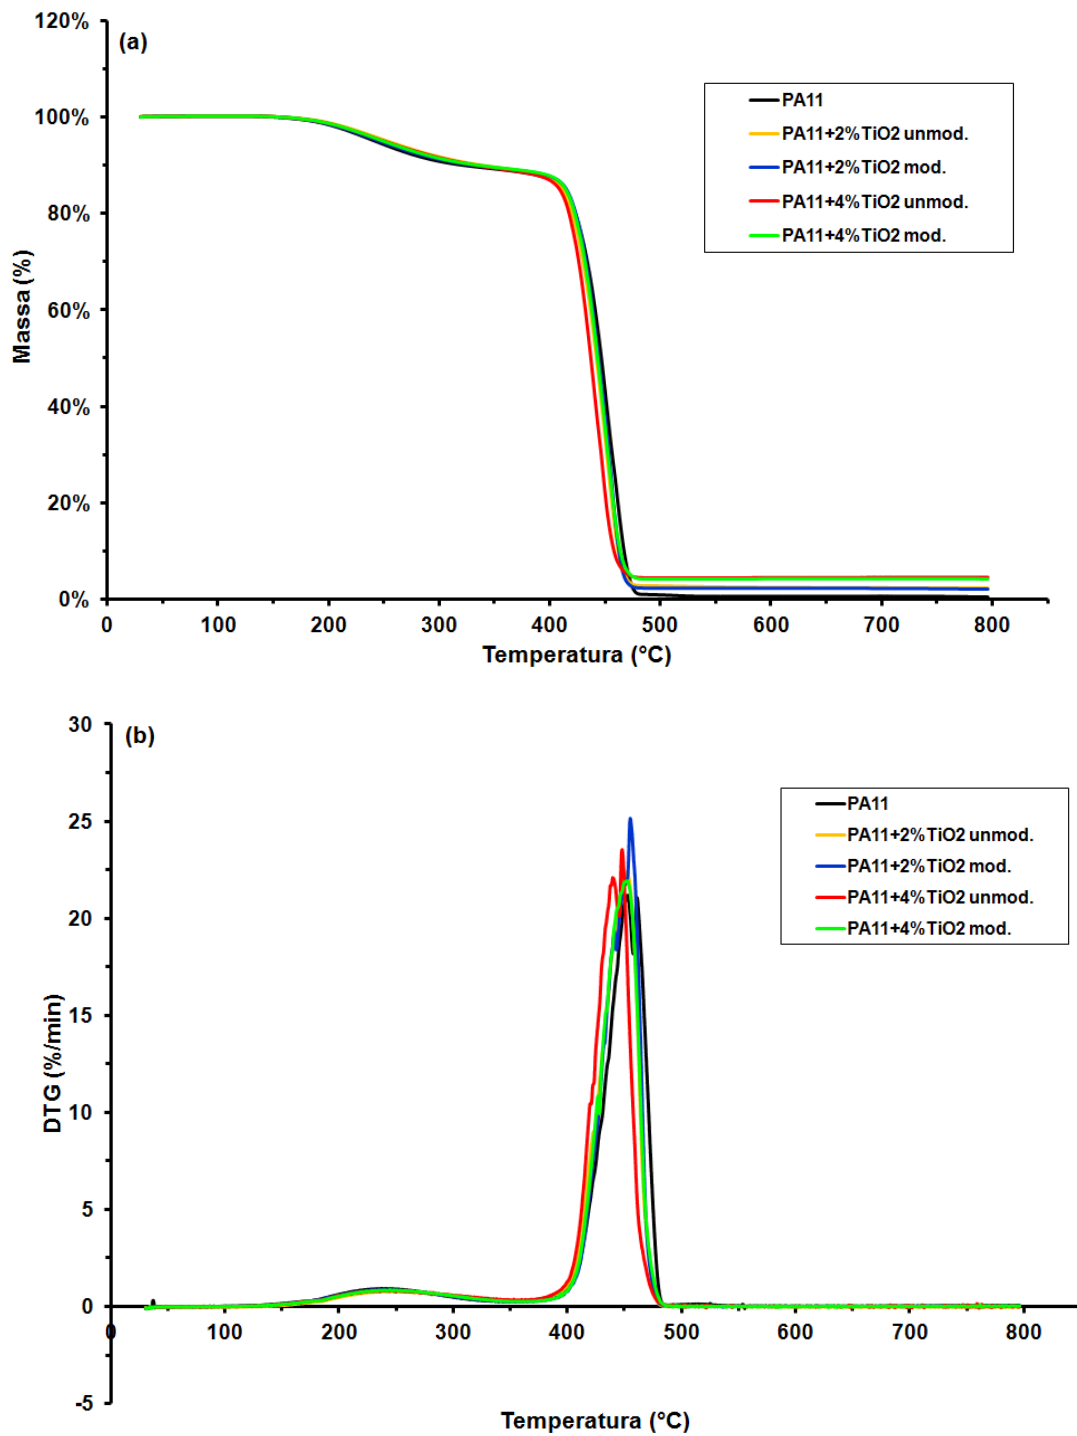 (a)
120%
100%
80%
60%
40%
20%
0%
Massa (%)
PA11
PA11+2%TiO2 unmod.
PA11+2%TiO2 mod.
PA11+4%TiO2 unmod.
PA11+4%TiO2 mod.
0 100 200 300 400 500 600 700 800
Temperatura (°C)
(b)
30
25
20
15
10
5
0
-5
DTG (%/min)
PA11
PA11+2%TiO2 unmod.
PA11+2%TiO2 mod.
PA11+4%TiO2 unmod.
PA11+4%TiO2 mod.
0 100 200 300 400 500 600 700 800
Temperatura (°C)